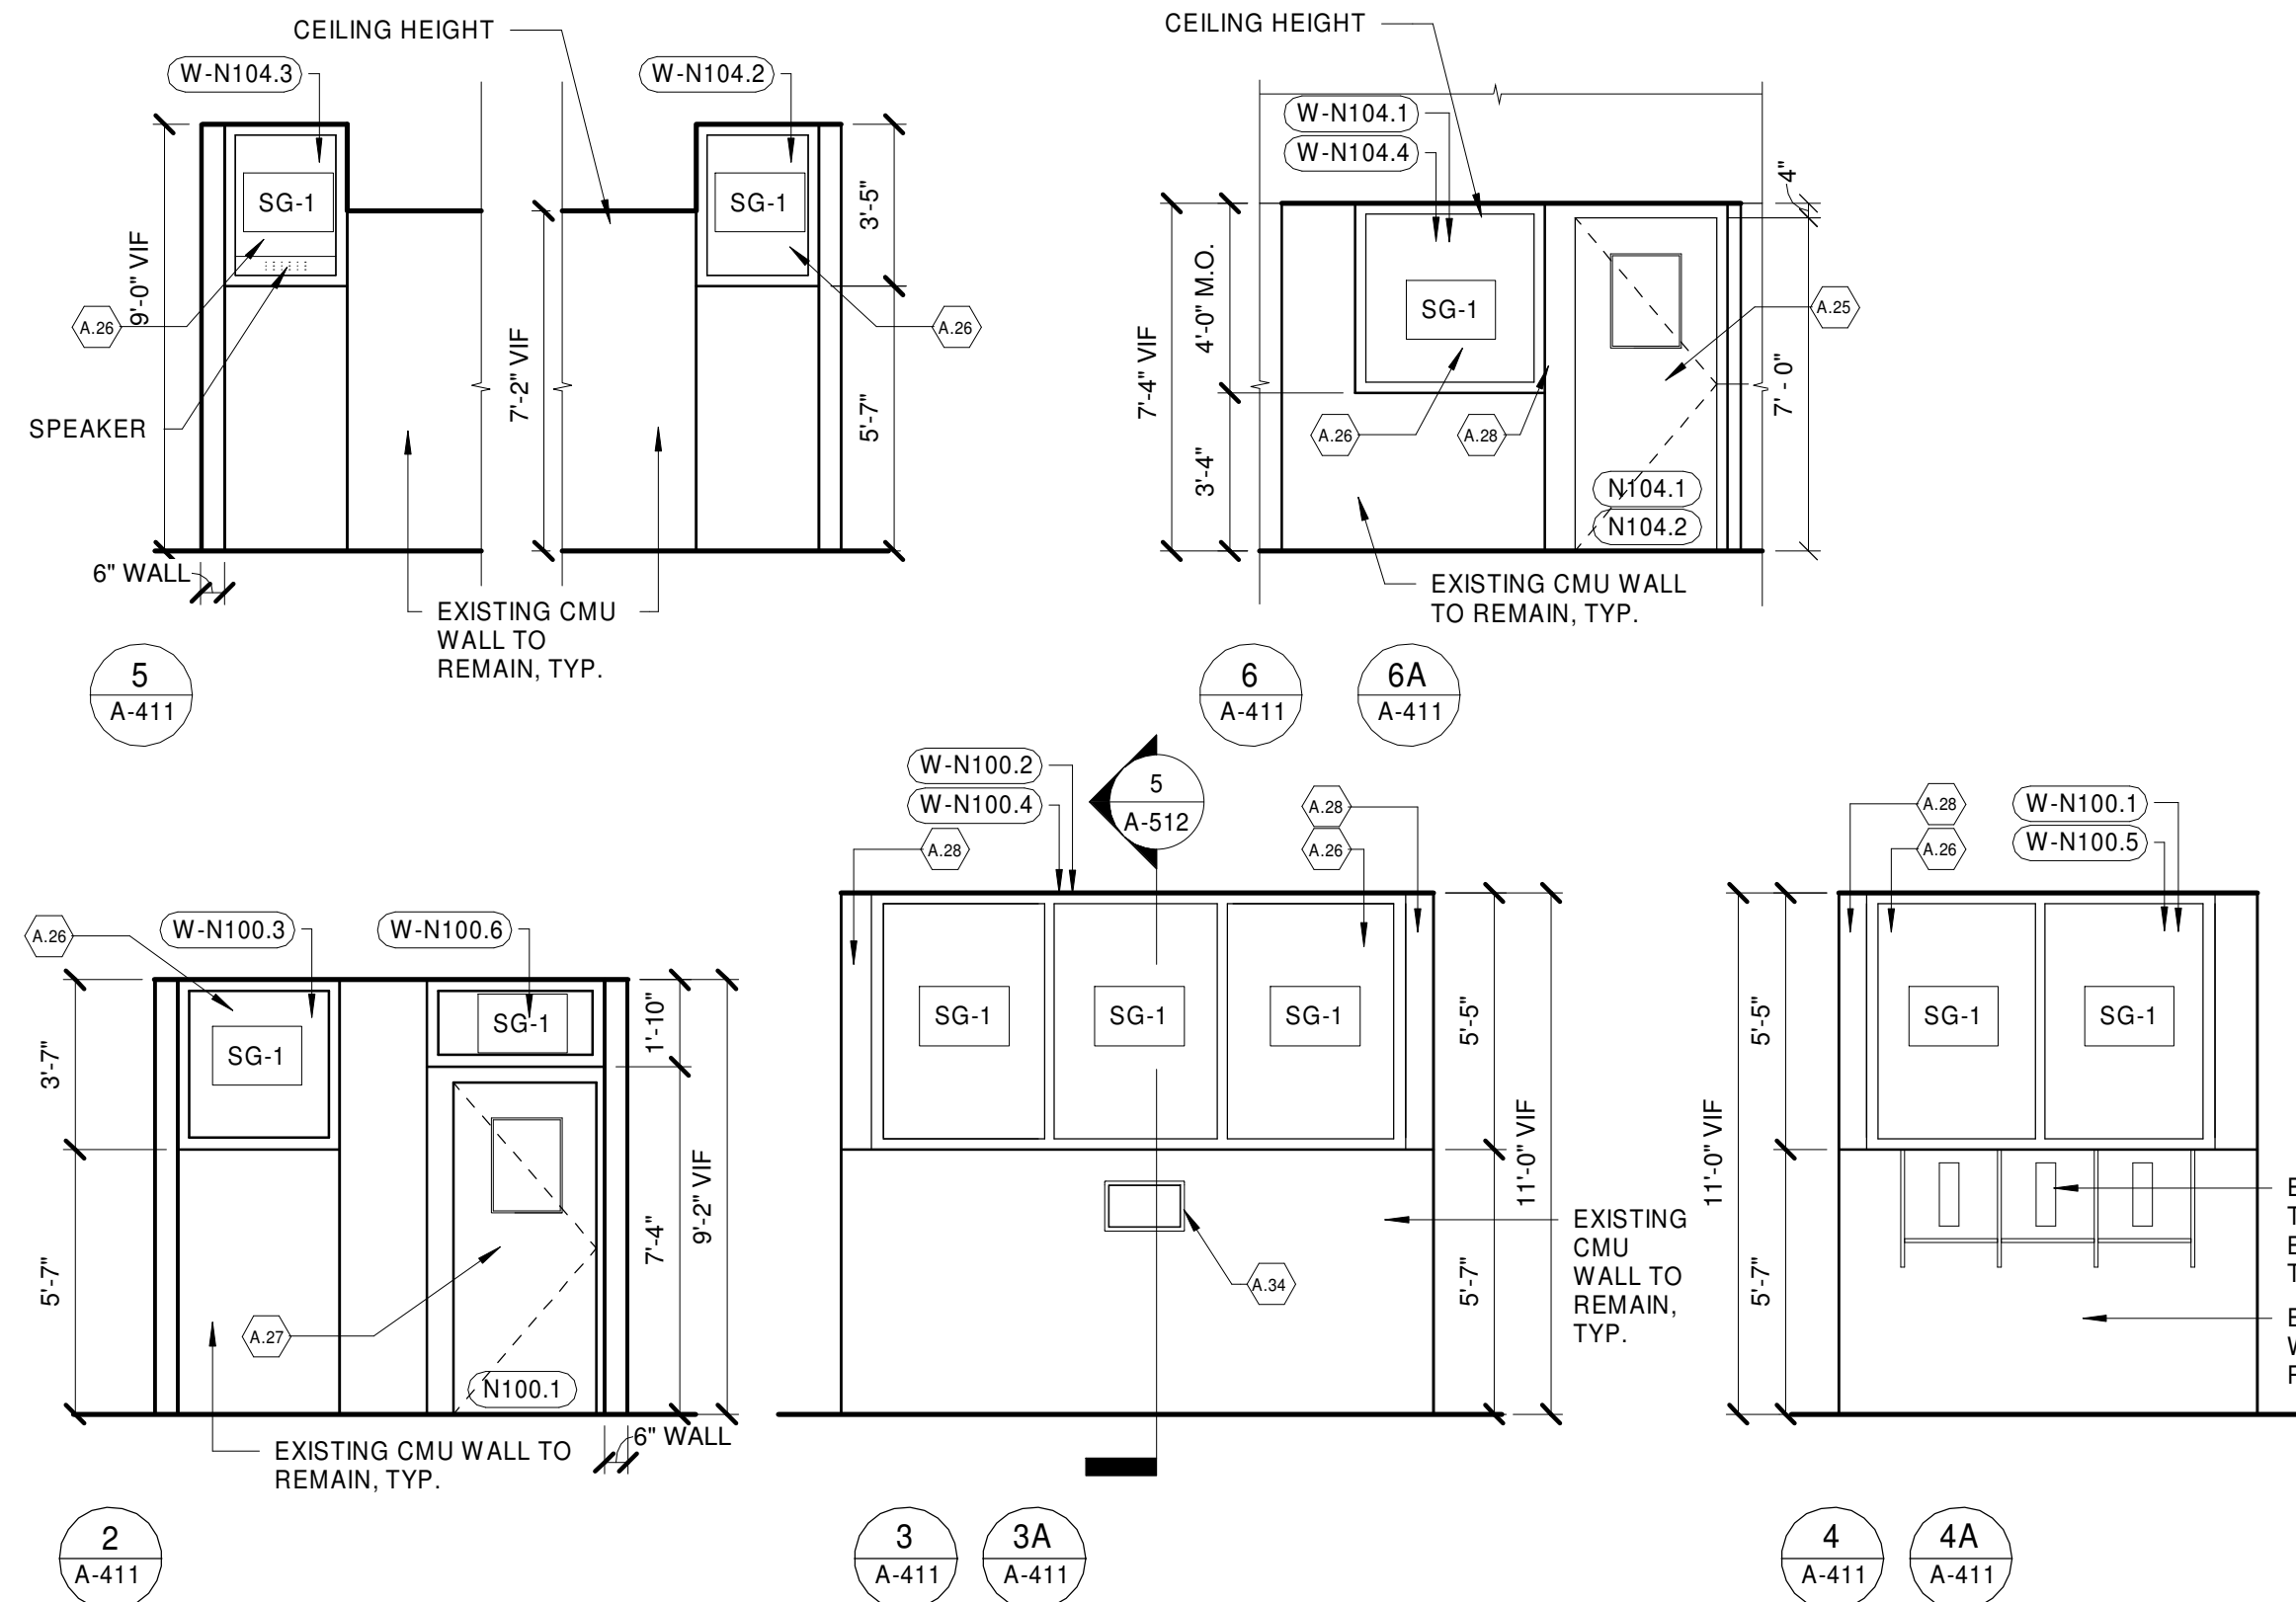 CEILING HEIGHT
W-N104.3
W-N104.2
SG-1
SG-1
9'-0" VIF
A.26
SPEAKER
7'-2" VIF
3'-5"
A.26
5'-7"
6" WALL
EXISTING CMU
WALL TO
REMAIN, TYP.
5
A-411
CEILING HEIGHT
W-N104.1
W-N104.4
4"
4'-0" M.O.
7'-4" VIF
SG-1
A.25
7' - 0"
A.26
A.28
3'-4"
N104.1
N104.2
EXISTING CMU WALL
TO REMAIN, TYP.
6
A-411
6A
A-411
A.26
W-N100.3
W-N100.6
SG-1
SG-1
3'-7"
1'-10"
5'-7"
9'-2" VIF
7'-4"
A.27
N100.1
EXISTING CMU WALL TO
REMAIN, TYP.
6" WALL
2
A-411
W-N100.2
W-N100.4
5
A-512
A.28
A.28
A.26
SG-1
SG-1
SG-1
5'-5"
11'-0" VIF
5'-7"
A.34
EXISTING
CMU
WALL TO
REMAIN,
TYP.
3
A-411
3A
A-411
A.28
A.26
W-N100.1
W-N100.5
SG-1
SG-1
5'-5"
11'-0" VIF
5'-7"
4
A-411
4A
A-411